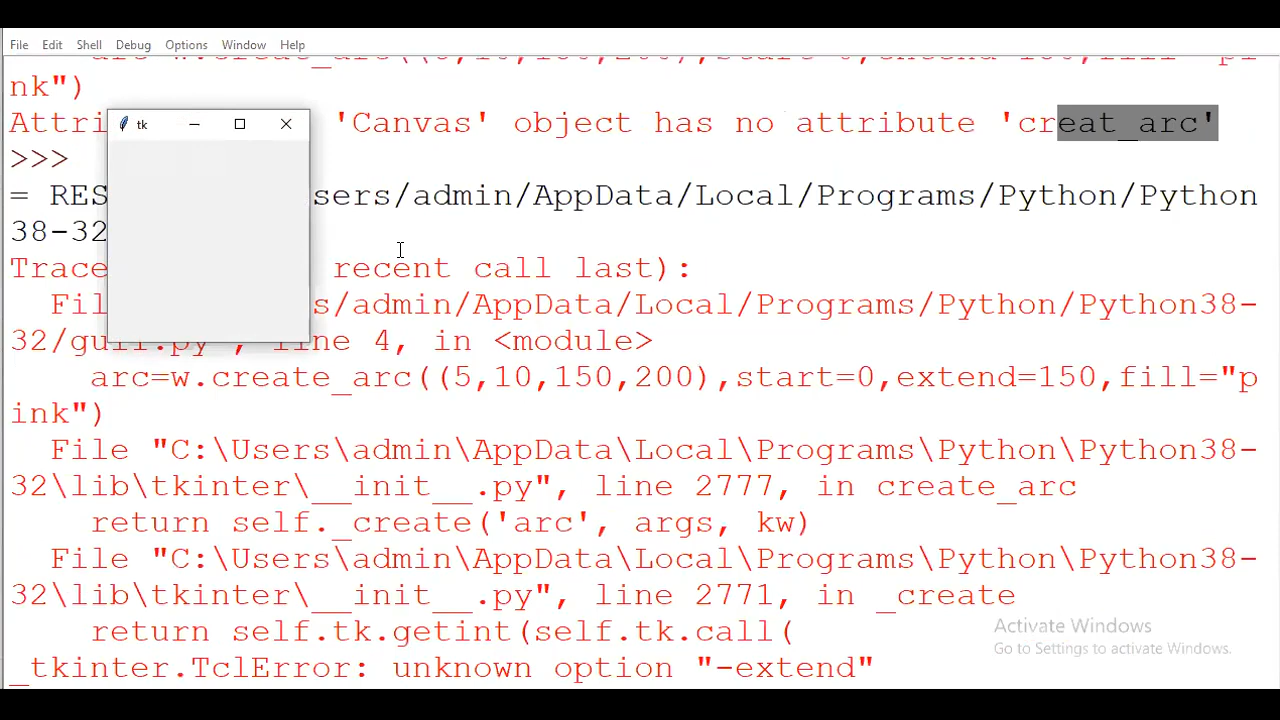 File Edit Shell Debug Options Window Help
nk")
tk
Attri 'Canvas' object has no attribute 'creat_arc'
>>>
= RES sers/admin/AppData/Local/Programs/Python/Python
38-32
Trace recent call last):
Fil s/admin/AppData/Local/Programs/Python/Python38-
32/gui1.py", line 4, in <module>
arc=w.create_arc((5,10,150,200),start=0,extend=150,fill="p
ink")
File "C:\Users\admin\AppData\Local\Programs\Python\Python38-
32\lib\tkinter\__init__.py", line 2777, in create_arc
return self._create('arc', args, kw)
File "C:\Users\admin\AppData\Local\Programs\Python\Python38-
32\lib\tkinter\__init__.py", line 2771, in _create
return self.tk.getint(self.tk.call(
_tkinter.TclError: unknown option "-extend"
Activate Windows
Go to Settings to activate Windows.